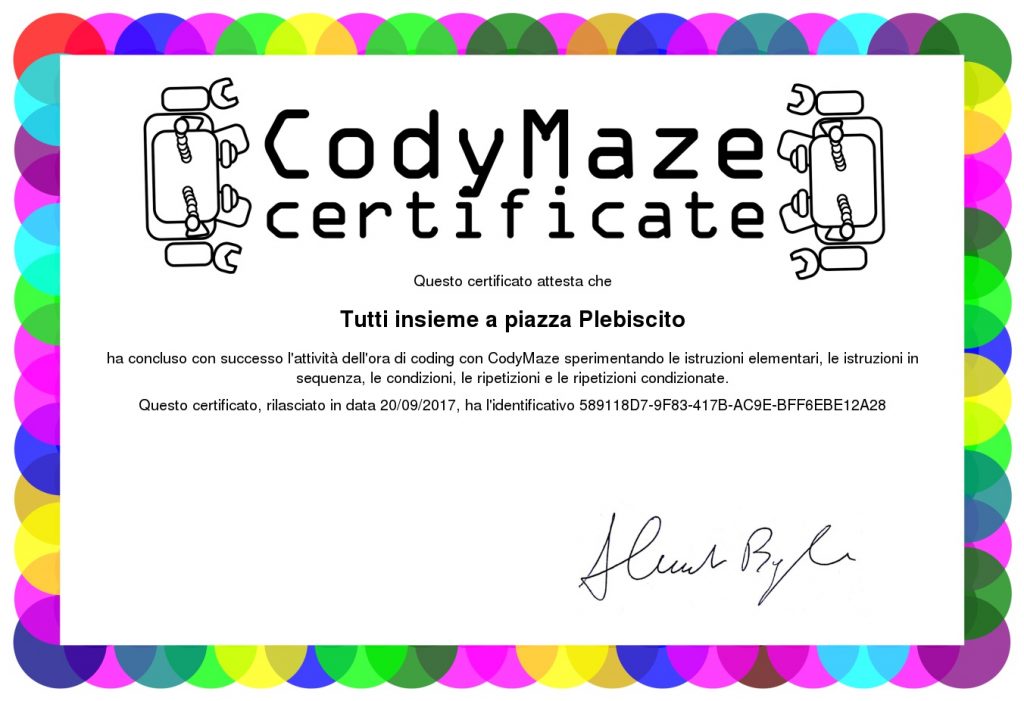 CodyMaze
certificate
Questo certificato attesta che
Tutti insieme a piazza Plebiscito
ha concluso con successo l'attività dell'ora di coding con CodyMaze sperimentando le istruzioni elementari, le istruzioni in
sequenza, le condizioni, le ripetizioni e le ripetizioni condizionate.
Questo certificato, rilasciato in data 20/09/2017, ha l'identificativo 589118D7-9F83-417B-AC9E-BFF6EBE12A28